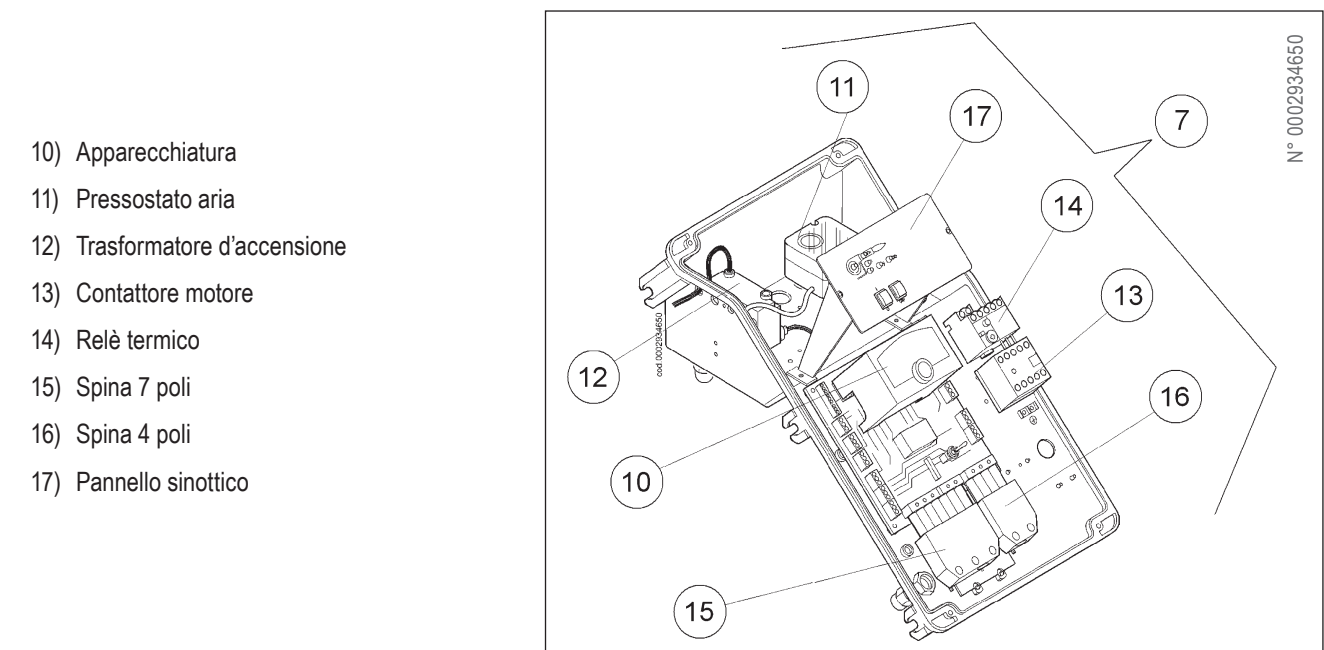 10) Apparecchiatura
11) Pressostato aria
12) Trasformatore d’accensione
13) Contattore motore
14) Relè termico
15) Spina 7 poli
16) Spina 4 poli
17) Pannello sinottico
N° 0002934650
11
17
7
14
13
12
cod 0002934650
16
10
15